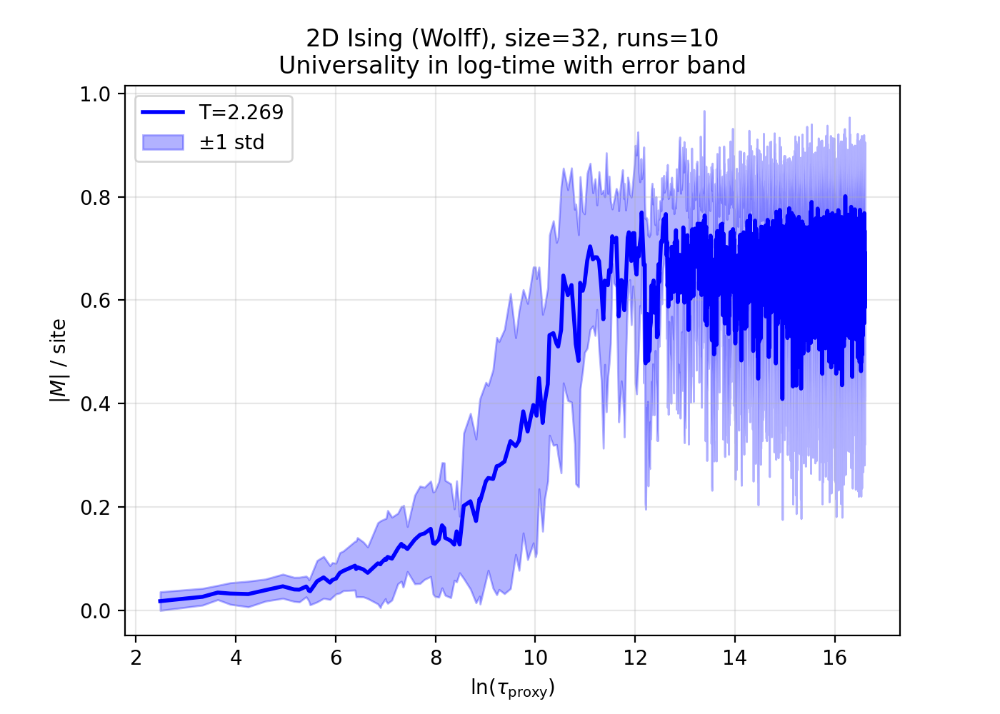 2D Ising (Wolff), size=32, runs=10
Universality in log-time with error band
1.0
0.8
0.6
0.4
0.2
0.0
|M| / site
T=2.269
±1 std
2 4 6 8 10 12 14 16
ln(τproxy)